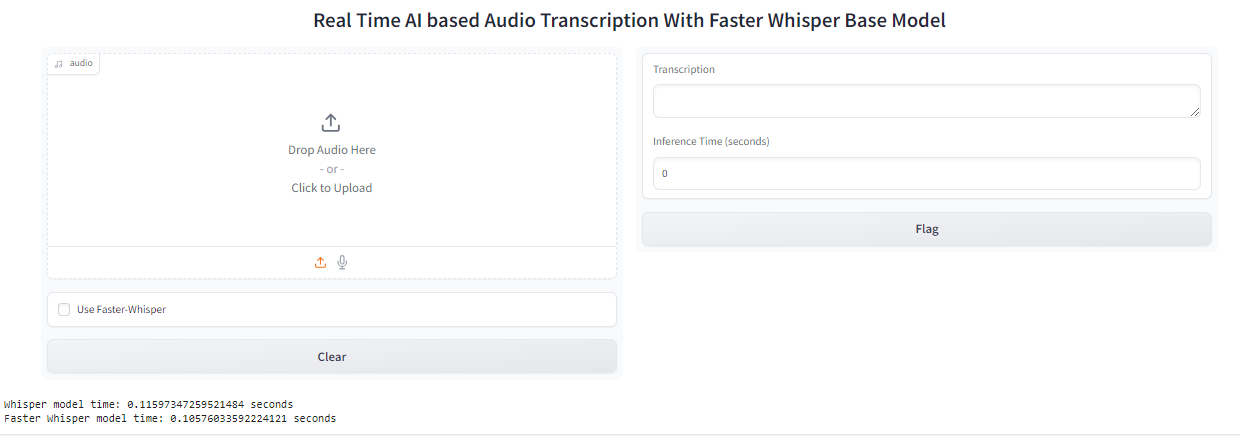 Real Time AI based Audio Transcription With Faster Whisper Base Model
audio
Drop Audio Here
- or -
Click to Upload
Use Faster-Whisper
Clear
Transcription
Inference Time (seconds)
0
Flag
Whisper model time: 0.11597347259521484 seconds
Faster Whisper model time: 0.10576033592224121 seconds